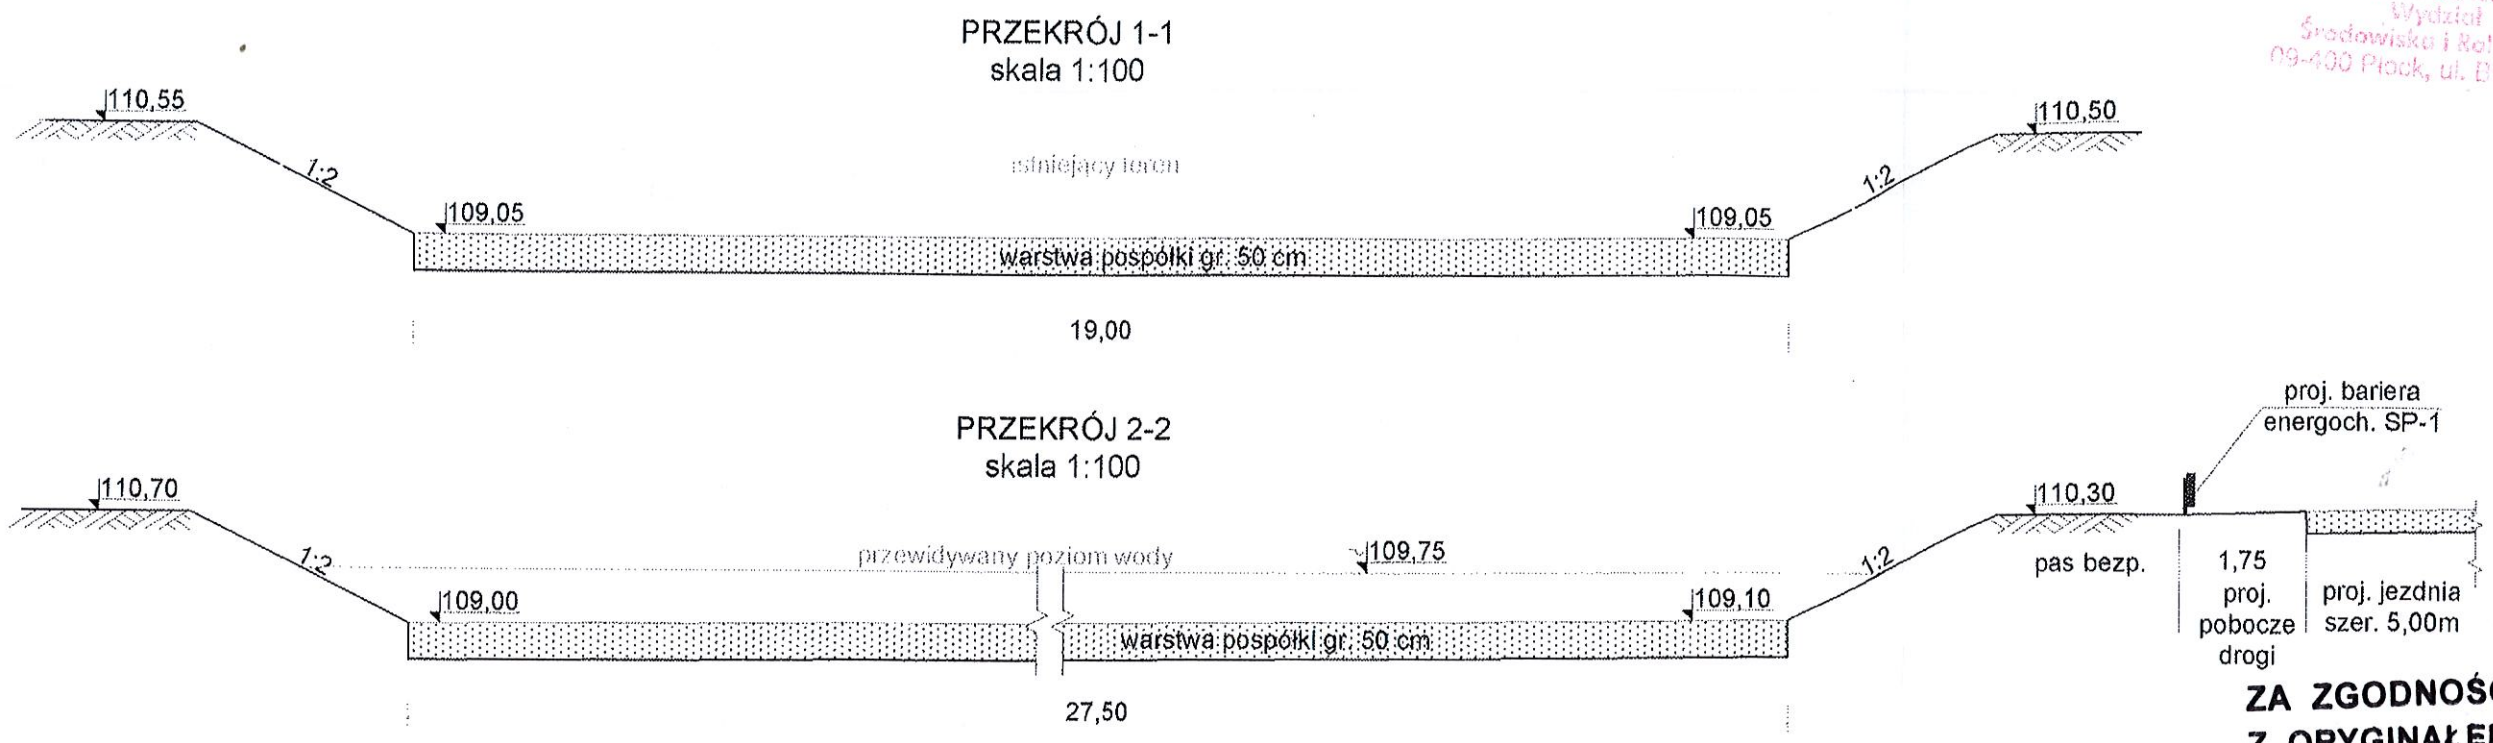 PRZEKRÓJ 1-1
skala 1:100
Wydział
Środowiska i Rol
09-400 Płock, ul. B
110,55
110,50
1:2
istniejący teren
1:2
109,05
109,05
warstwa pospółki gr. 50 cm
19,00
PRZEKRÓJ 2-2
skala 1:100
proj. bariera
energoch. SP-1
110,70
110,30
1:2
przewidywany poziom wody
109,75
1:2
109,00
109,10
warstwa pospółki gr. 50 cm
27,50
pas bezp.
1,75
proj.
pobocze
drogi
proj. jezdnia
szer. 5,00m
ZA ZGODNOŚ
Z ORYGINAŁE